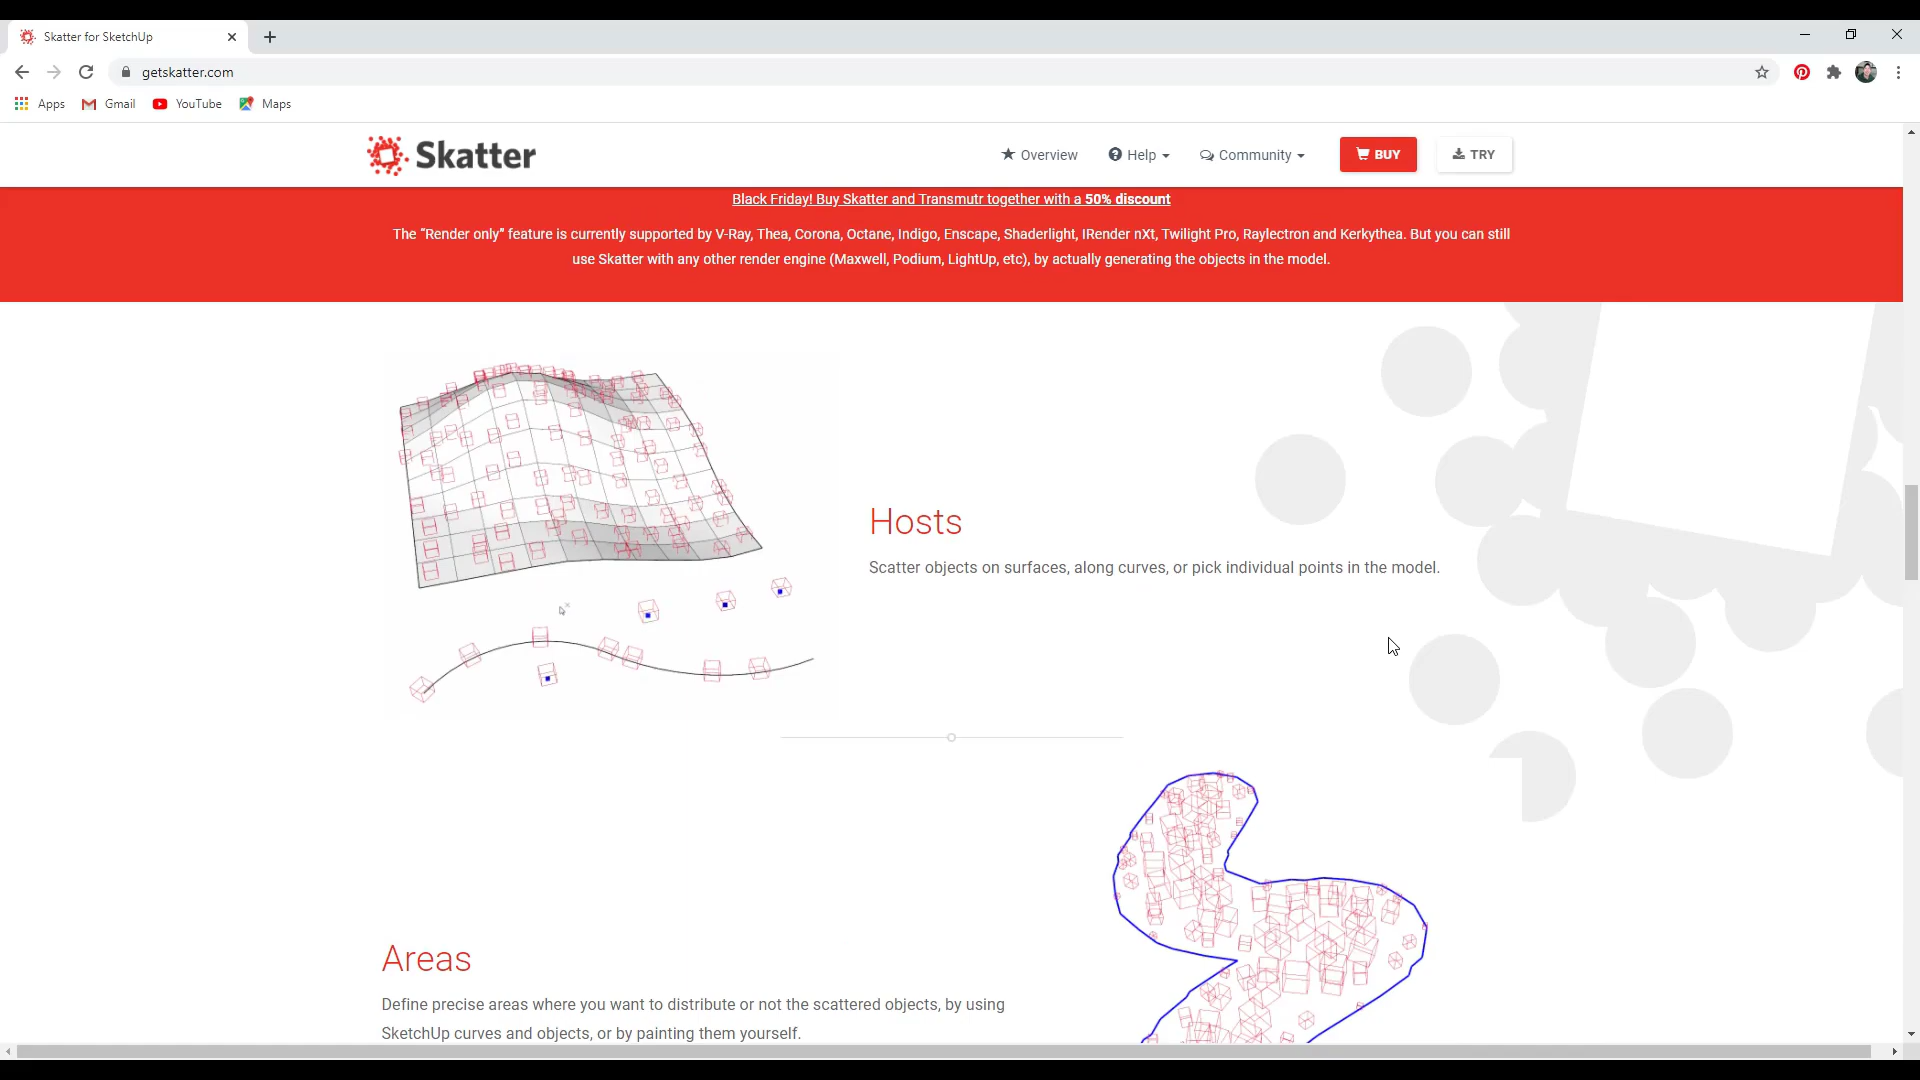 Skatter for SketchUp
getskatter.com
Apps Gmail YouTube Maps
Skatter
Overview Help Community BUY TRY
Black Friday! Buy Skatter and Transmutr together with a 50% discount
The "Render only" feature is currently supported by V-Ray, Thea, Corona, Octane, Indigo, Enscape, Shaderlight, IRender nXt, Twilight Pro, Raylectron and Kerkythea. But you can still
use Skatter with any other render engine (Maxwell, Podium, LightUp, etc), by actually generating the objects in the model.
Hosts
Scatter objects on surfaces, along curves, or pick individual points in the model.
Areas
Define precise areas where you want to distribute or not the scattered objects, by using
SketchUp curves and objects, or by painting them yourself.